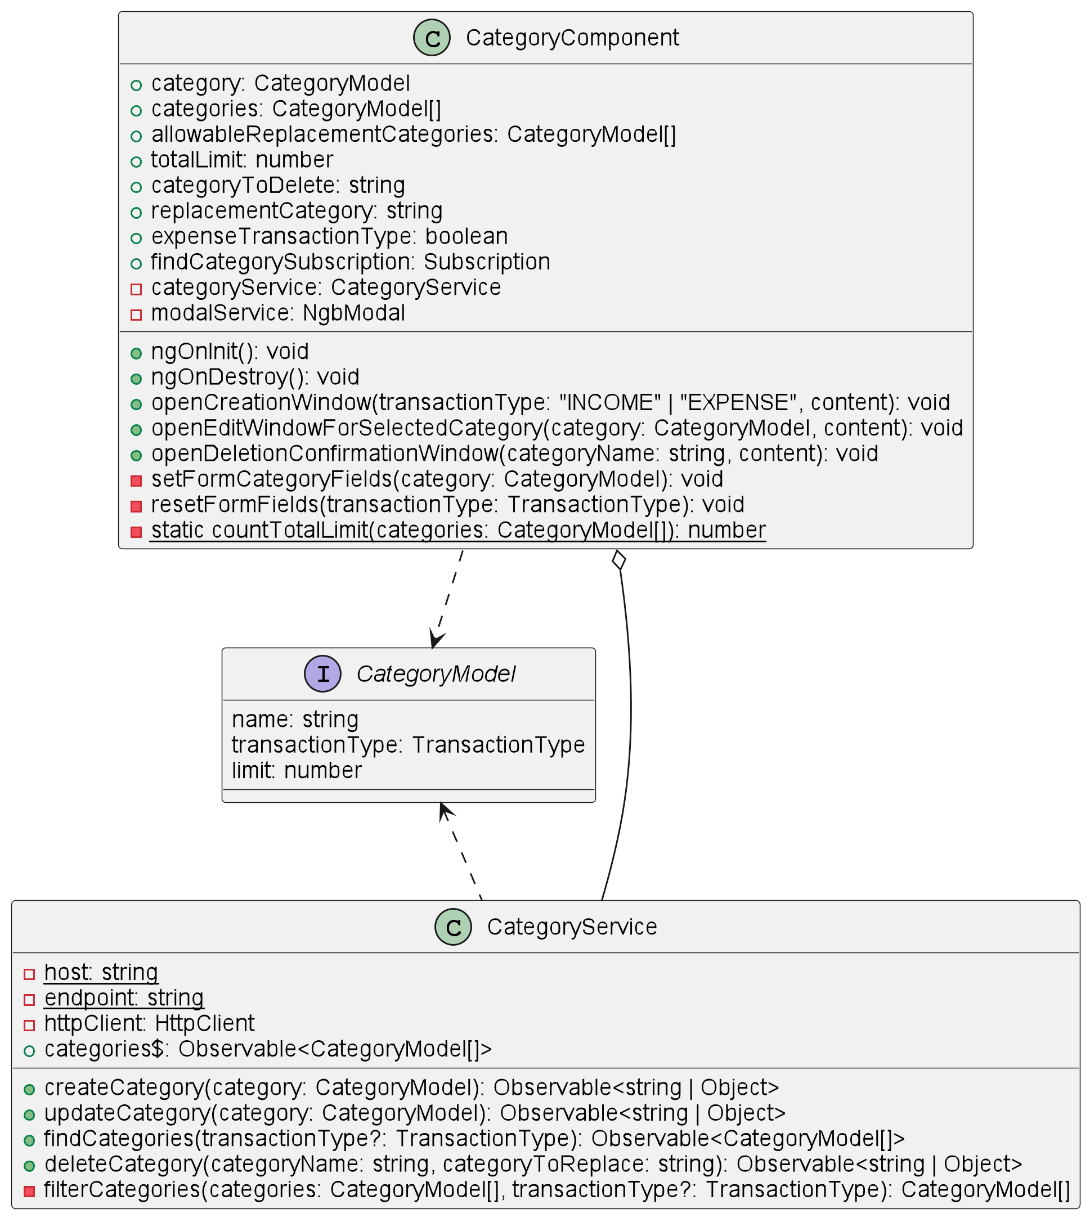 C CategoryComponent
category: CategoryModel
categories: CategoryModel[]
allowableReplacementCategories: CategoryModel[]
totalLimit: number
categoryToDelete: string
replacementCategory: string
expenseTransactionType: boolean
findCategorySubscription: Subscription
categoryService: CategoryService
modalService: NgbModal
ngOnInit(): void
ngOnDestroy(): void
openCreationWindow(transactionType: "INCOME" | "EXPENSE", content): void
openEditWindowForSelectedCategory(category: CategoryModel, content): void
openDeletionConfirmationWindow(categoryName: string, content): void
setFormCategoryFields(category: CategoryModel): void
resetFormFields(transactionType: TransactionType): void
static countTotalLimit(categories: CategoryModel[]): number
I CategoryModel
name: string
transactionType: TransactionType
limit: number
C CategoryService
host: string
endpoint: string
httpClient: HttpClient
categories$: Observable<CategoryModel[]>
createCategory(category: CategoryModel): Observable<string | Object>
updateCategory(category: CategoryModel): Observable<string | Object>
findCategories(transactionType?: TransactionType): Observable<CategoryModel[]>
deleteCategory(categoryName: string, categoryToReplace: string): Observable<string | Object>
filterCategories(categories: CategoryModel[], transactionType?: TransactionType): CategoryModel[]